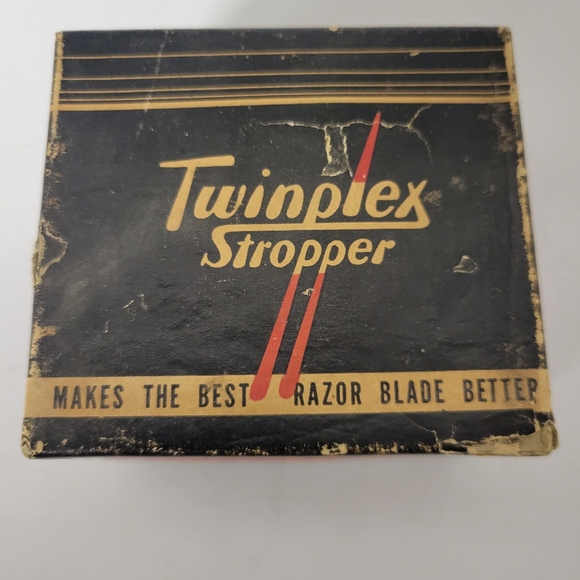 Twinplex
Stropper
MAKES THE BEST RAZOR BLADE BETTER